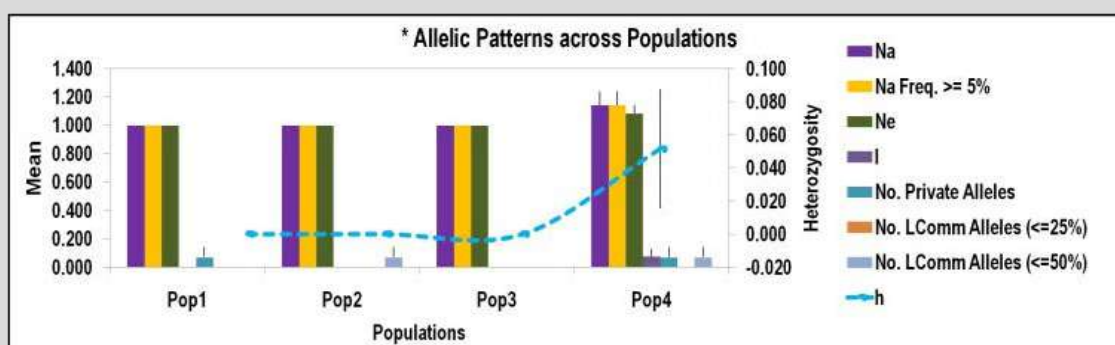 * Allelic Patterns across Populations
Mean
1.400
1.200
1.000
0.800
0.600
0.400
0.200
0.000
0.100
0.080
0.060
0.040
0.020
0.000
-0.020
Heterozygosity
Pop1 Pop2 Pop3 Pop4
Populations
Na
Na Freq. >= 5%
Ne
I
No. Private Alleles
No. LComm Alleles (<=25%)
No. LComm Alleles (<=50%)
h